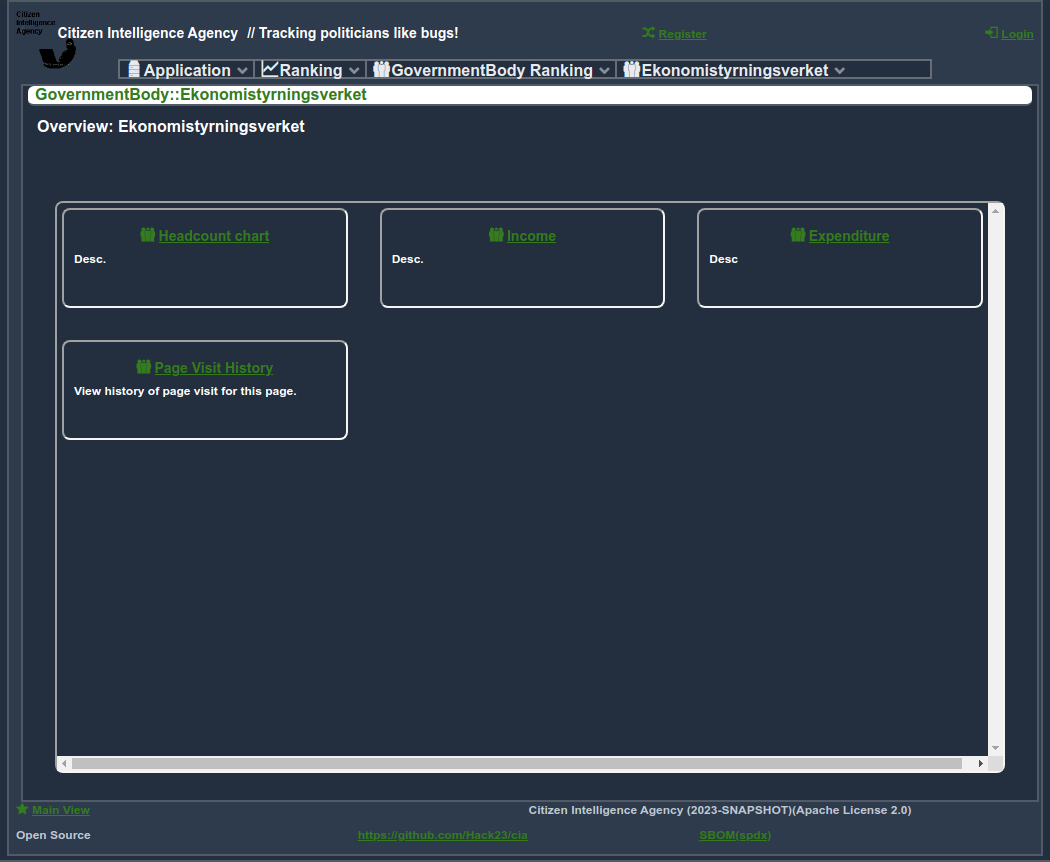 Citizen
Intelligence
Agency
Citizen Intelligence Agency // Tracking politicians like bugs!
Register
Login
Application
Ranking
GovernmentBody Ranking
Ekonomistyrningsverket
GovernmentBody::Ekonomistyrningsverket
Overview: Ekonomistyrningsverket
Headcount chart
Desc.
Income
Desc.
Expenditure
Desc
Page Visit History
View history of page visit for this page.
Main View
Citizen Intelligence Agency (2023-SNAPSHOT)(Apache License 2.0)
Open Source
https://github.com/Hack23/cia
SBOM(spdx)